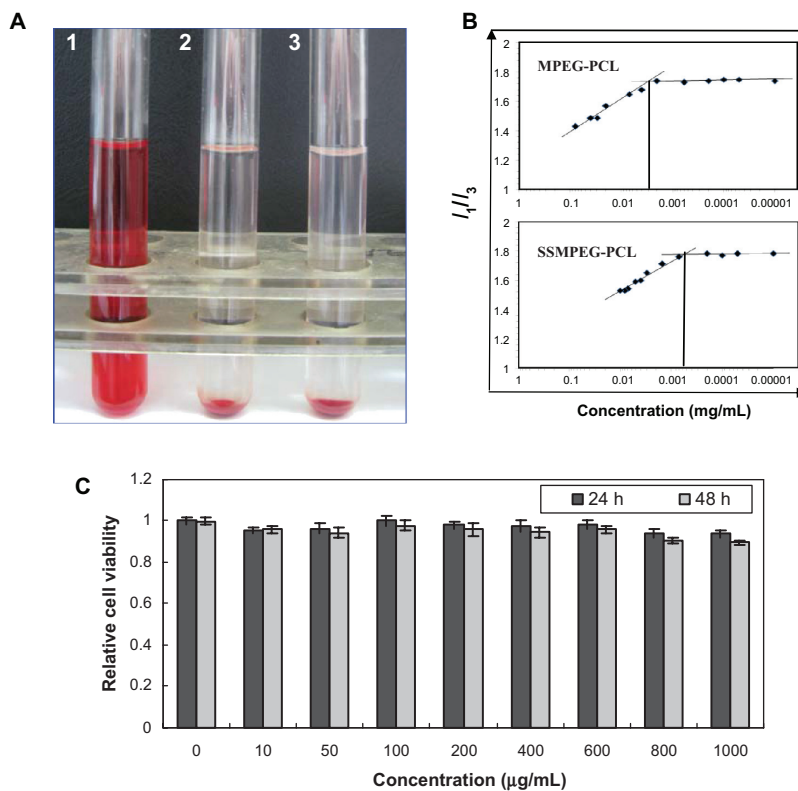 A
1 2 3
B
2
1.8
1.6
1.4
1.2
1
MPEG-PCL
1 0.1 0.01 0.001 0.0001 0.00001
2
1.8
1.6
1.4
1.2
1
SSMPEG-PCL
1 0.1 0.01 0.001 0.0001 0.00001
I1/I3
Concentration (mg/mL)
C
1.2
1
0.8
0.6
0.4
0.2
0
Relative cell viability
24 h 48 h
0 10 50 100 200 400 600 800 1000
Concentration (μg/mL)